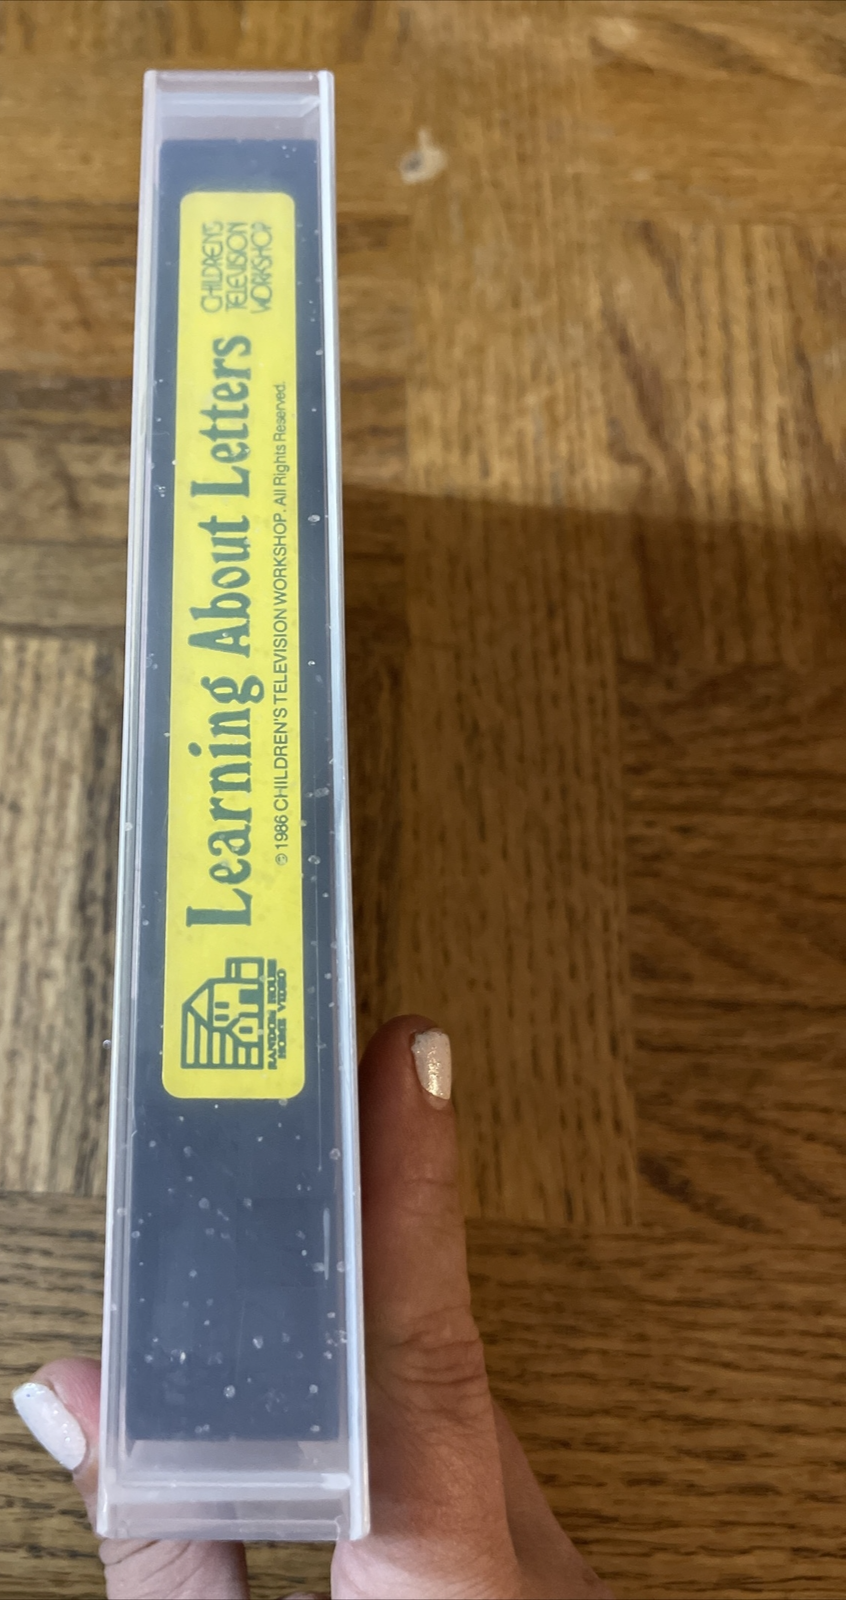 RANDOM HOUSE
HOME VIDEO
Learning About Letters
© 1986 CHILDREN'S TELEVISION WORKSHOP. All Rights Reserved.
CHILDREN'S
TELEVISION
WORKSHOP